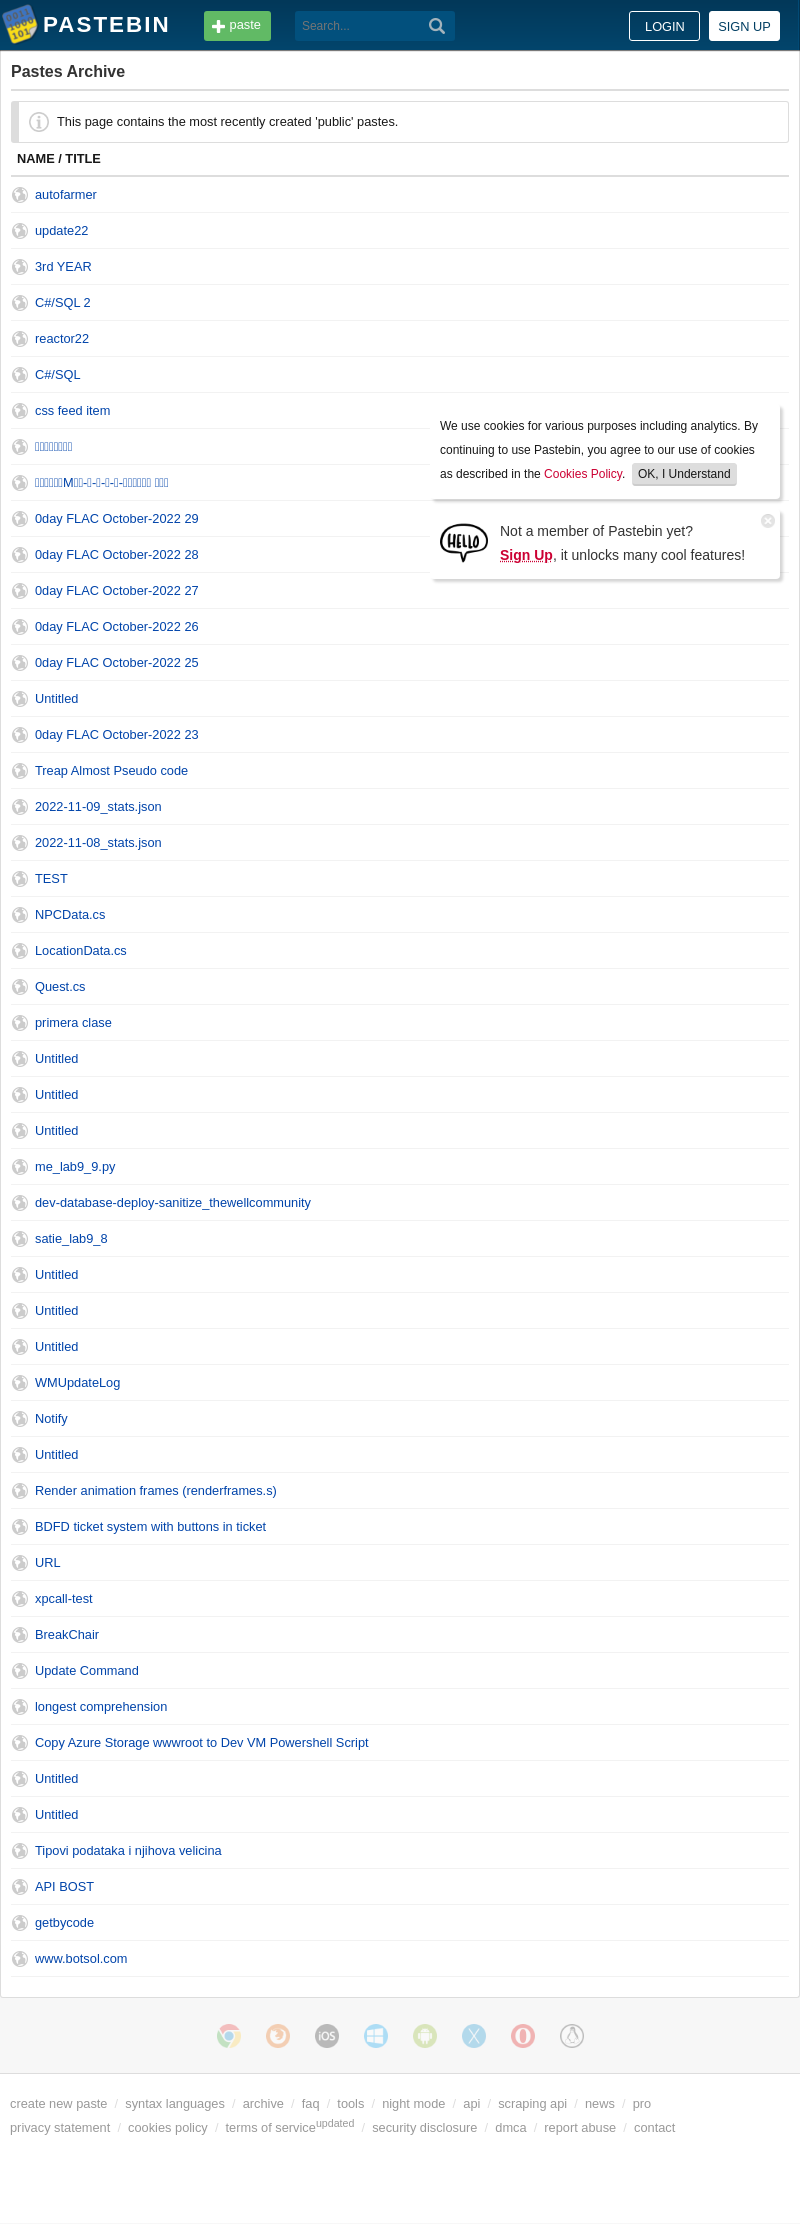 PASTEBIN paste Search... LOGIN SIGN UP
Pastes Archive
This page contains the most recently created 'public' pastes.
NAME / TITLE
autofarmer
update22
3rd YEAR
C#/SQL 2
reactor22
C#/SQL
css feed item
0day FLAC October-2022 29
0day FLAC October-2022 28
0day FLAC October-2022 27
0day FLAC October-2022 26
0day FLAC October-2022 25
Untitled
0day FLAC October-2022 23
Treap Almost Pseudo code
2022-11-09_stats.json
2022-11-08_stats.json
TEST
NPCData.cs
LocationData.cs
Quest.cs
primera clase
Untitled
Untitled
Untitled
me_lab9_9.py
dev-database-deploy-sanitize_thewellcommunity
satie_lab9_8
Untitled
Untitled
Untitled
WMUpdateLog
Notify
Untitled
Render animation frames (renderframes.s)
BDFD ticket system with buttons in ticket
URL
xpcall-test
BreakChair
Update Command
longest comprehension
Copy Azure Storage wwwroot to Dev VM Powershell Script
Untitled
Untitled
Tipovi podataka i njihova velicina
API BOST
getbycode
www.botsol.com
We use cookies for various purposes including analytics. By
continuing to use Pastebin, you agree to our use of cookies
as described in the Cookies Policy. OK, I Understand
HELLO
Not a member of Pastebin yet?
Sign Up, it unlocks many cool features!
iOS
create new paste / syntax languages / archive / faq / tools / night mode / api / scraping api / news / pro
privacy statement / cookies policy / terms of service updated / security disclosure / dmca / report abuse / contact